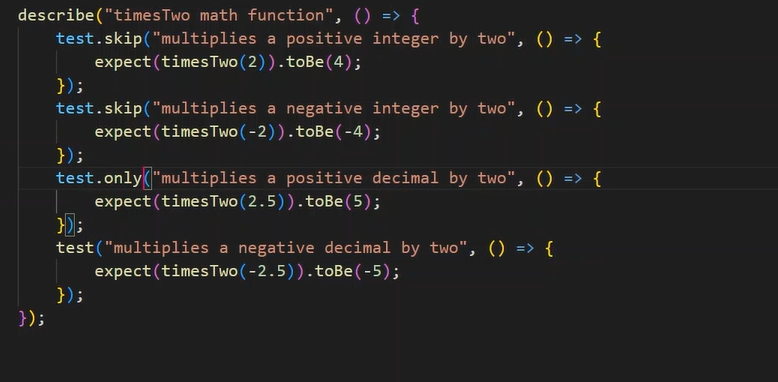 describe("timesTwo math function", () => {
    test.skip("multiplies a positive integer by two", () => {
        expect(timesTwo(2)).toBe(4);
    });
    test.skip("multiplies a negative integer by two", () => {
        expect(timesTwo(-2)).toBe(-4);
    });
    test.only("multiplies a positive decimal by two", () => {
        expect(timesTwo(2.5)).toBe(5);
    });
    test("multiplies a negative decimal by two", () => {
        expect(timesTwo(-2.5)).toBe(-5);
    });
});